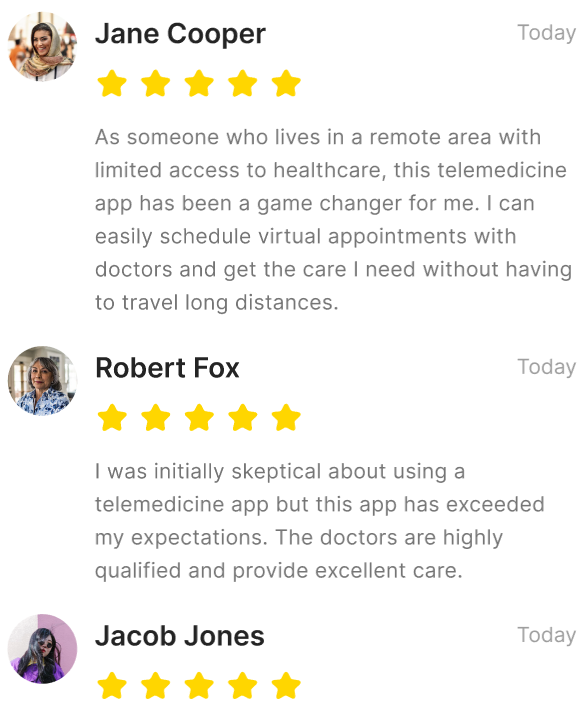 Jane Cooper
Today
As someone who lives in a remote area with
limited access to healthcare, this telemedicine
app has been a game changer for me. I can
easily schedule virtual appointments with
doctors and get the care I need without having
to travel long distances.
Robert Fox
Today
I was initially skeptical about using a
telemedicine app but this app has exceeded
my expectations. The doctors are highly
qualified and provide excellent care.
Jacob Jones
Today